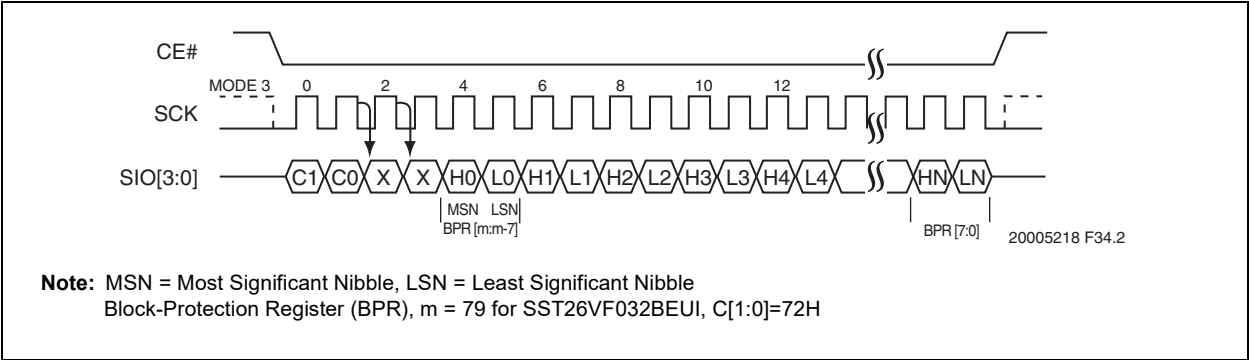 CE#
MODE 3 0 2 4 6 8 10 12
SCK
SIO[3:0] C1 C0 X X H0 L0 H1 L1 H2 L2 H3 L3 H4 L4 HN LN
MSN LSN
BPR [m:m-7] BPR [7:0]
20005218 F34.2
Note: MSN = Most Significant Nibble, LSN = Least Significant Nibble
Block-Protection Register (BPR), m = 79 for SST26VF032BEUI, C[1:0]=72H